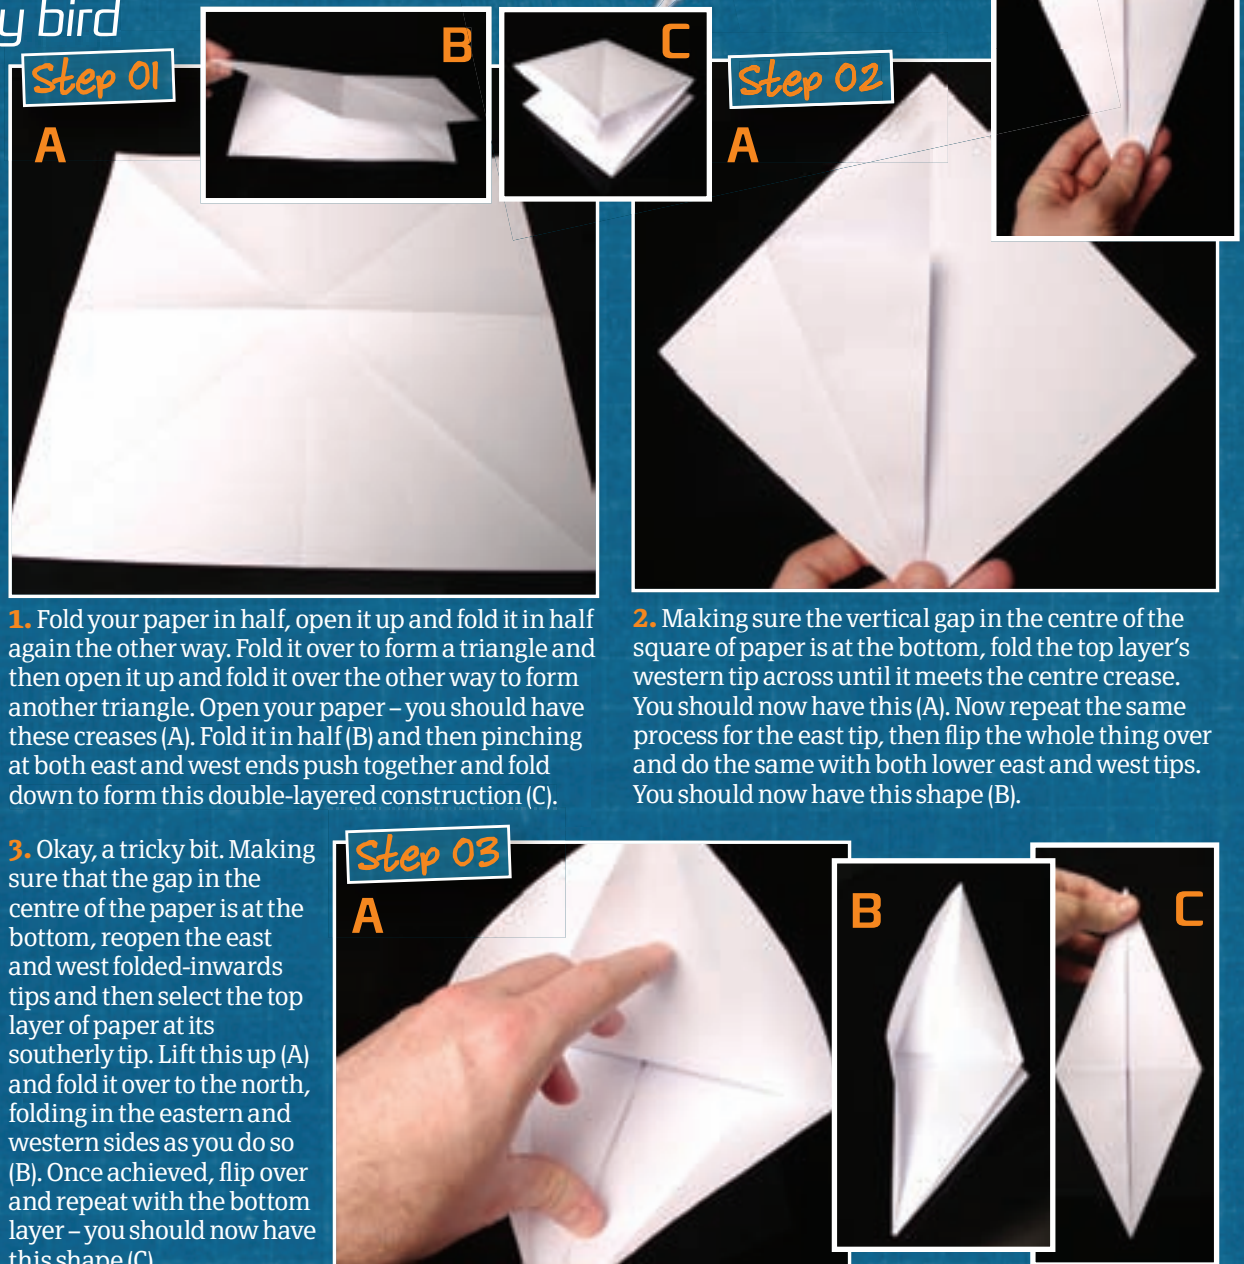 y bird
Step 01
A
B
C
Step 02
A
1. Fold your paper in half, open it up and fold it in half
again the other way. Fold it over to form a triangle and
then open it up and fold it over the other way to form
another triangle. Open your paper – you should have
these creases (A). Fold it in half (B) and then pinching
at both east and west ends push together and fold
down to form this double-layered construction (C).
2. Making sure the vertical gap in the centre of the
square of paper is at the bottom, fold the top layer’s
western tip across until it meets the centre crease.
You should now have this (A). Now repeat the same
process for the east tip, then flip the whole thing over
and do the same with both lower east and west tips.
You should now have this shape (B).
3. Okay, a tricky bit. Making
sure that the gap in the
centre of the paper is at the
bottom, reopen the east
and west folded-inwards
tips and then select the top
layer of paper at its
southerly tip. Lift this up (A)
and fold it over to the north,
folding in the eastern and
western sides as you do so
(B). Once achieved, flip over
and repeat with the bottom
layer – you should now have
this shape (C)
Step 03
A
B
C